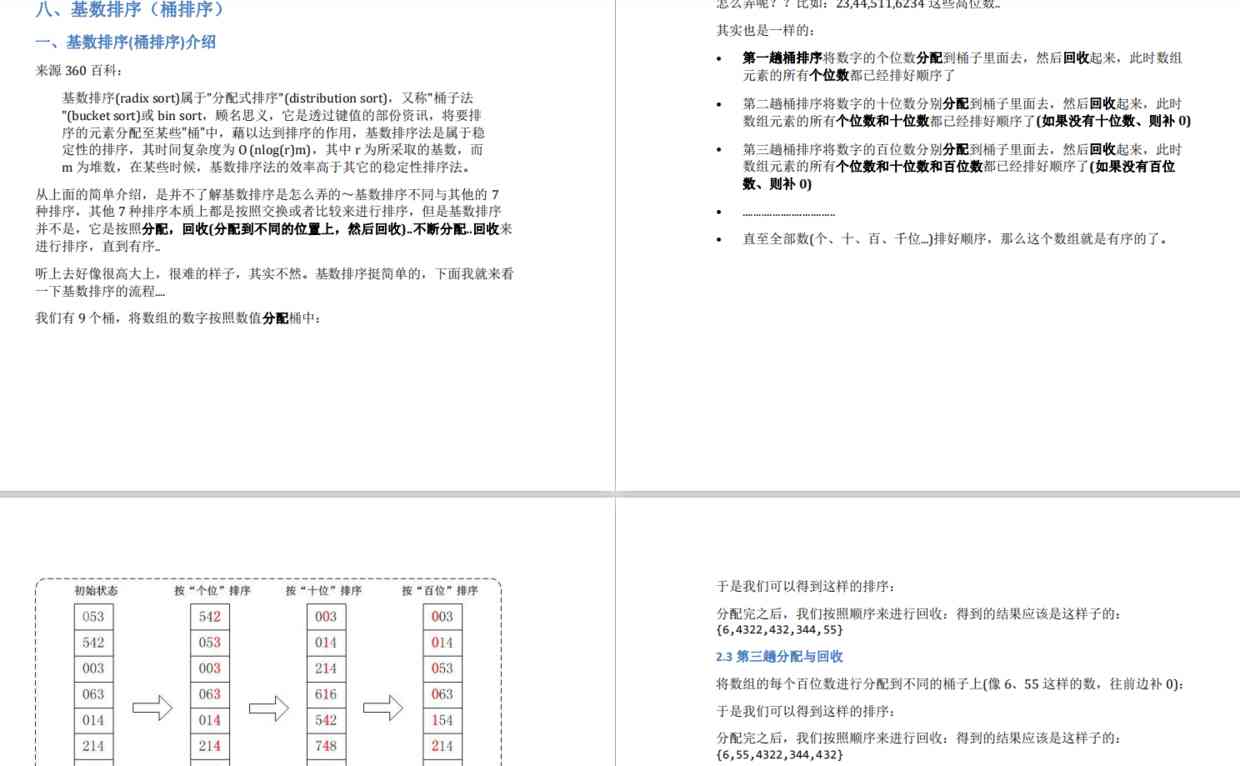 八、基数排序（桶排序）
一、基数排序(桶排序)介绍
来源 360 百科：
基数排序(radix sort)属于"分配式排序"(distribution sort)，又称"桶子法
"(bucket sort)或 bin sort，顾名思义，它是透过键值的部份资讯，将要排
序的元素分配至某些"桶"中，藉以达到排序的作用，基数排序法是属于稳
定性的排序，其时间复杂度为 O (nlog(r)m)，其中 r 为所采取的基数，而
m 为堆数，在某些时候，基数排序法的效率高于其它的稳定性排序法。
从上面的简单介绍，是并不了解基数排序是怎么弄的～基数排序不同与其他的 7
种排序，其他 7 种排序本质上都是按照交换或者比较来进行排序，但是基数排序
并不是，它是按照分配，回收(分配到不同的位置上，然后回收)..不断分配..回收来
进行排序，直到有序..
听上去好像很高大上，很难的样子，其实不然。基数排序挺简单的，下面我就来看
一下基数排序的流程....
我们有 9 个桶，将数组的数字按照数值分配桶中：
怎么弄呢？？比如：23,44,511,6234 这些高位数..
其实也是一样的：
• 第一趟桶排序将数字的个位数分配到桶子里面去，然后回收起来，此时数组
元素的所有个位数都已经排好顺序了
• 第二趟桶排序将数字的十位数分别分配到桶子里面去，然后回收起来，此时
数组元素的所有个位数和十位数都已经排好顺序了(如果没有十位数、则补 0)
• 第三趟桶排序将数字的百位数分别分配到桶子里面去，然后回收起来，此时
数组元素的所有个位数和十位数和百位数都已经排好顺序了(如果没有百位
数、则补 0)
• ..................................
• 直至全部数(个、十、百、千位...)排好顺序，那么这个数组就是有序的了。
初始状态 按“个位”排序 按“十位”排序 按“百位”排序
053 542 003 003
542 053 014 014
003 003 214 053
063 063 616 063
014 014 542 154
214 214 748 214
于是我们可以得到这样的排序：
分配完之后，我们按照顺序来进行回收：得到的结果应该是这样子的：
{6,4322,432,344,55}
2.3 第三趟分配与回收
将数组的每个百位数进行分配到不同的桶子上(像 6、55 这样的数，往前边补 0)：
于是我们可以得到这样的排序：
分配完之后，我们按照顺序来进行回收：得到的结果应该是这样子的：
{6,55,4322,344,432}